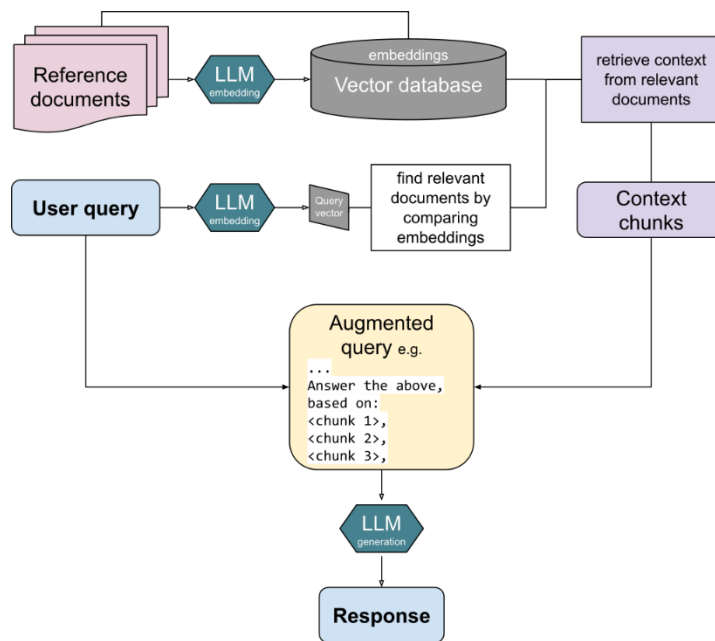 Reference
documents
LLM
embedding
embeddings
Vector database
retrieve context
from relevant
documents
User query
LLM
embedding
Query
vector
find relevant
documents by
comparing
embeddings
Context
chunks
Augmented
query e.g.
...
Answer the above,
based on:
<chunk 1>,
<chunk 2>,
<chunk 3>,
LLM
generation
Response